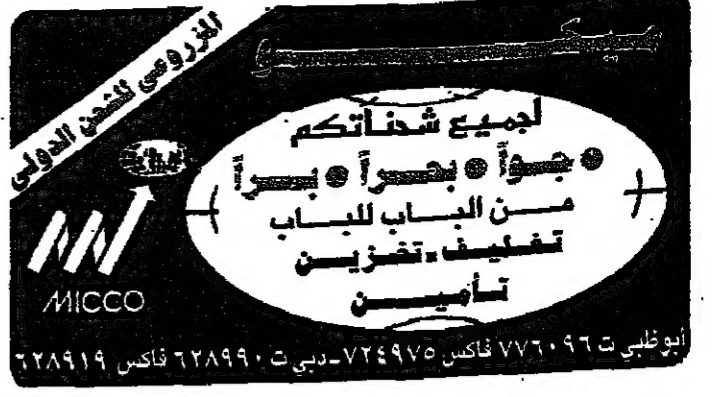 ميكو
المزروعي للشحن الدولي
لجميع شحناتكم
• جواً • بحراً • براً
من الباب للباب
تغليف - تخزين
تأمين
MICCO
أبوظبي ت ٧٧٦٠٩٦ فاكس ٧٢٤٩٧٥ - دبي ت ٦٢٨٩٩٠ فاكس ٦٢٨٩١٩